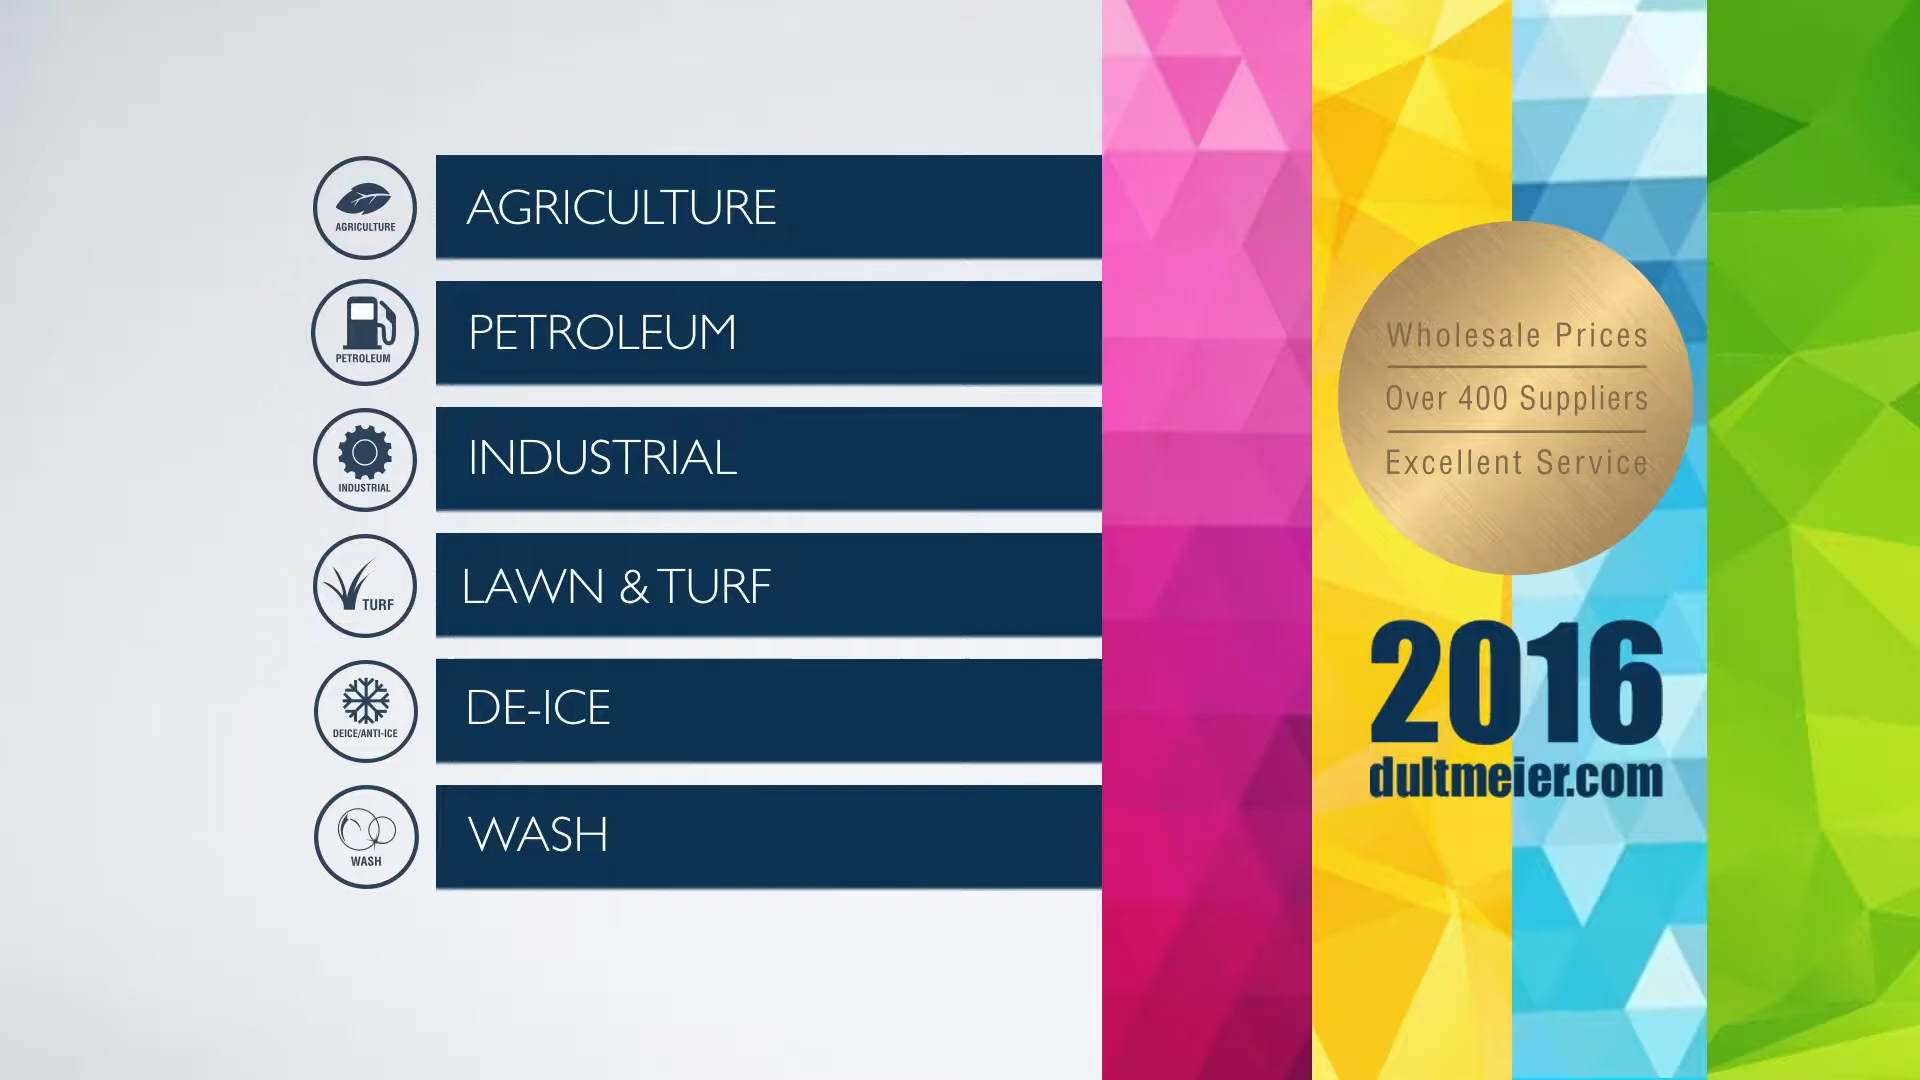 AGRICULTURE
AGRICULTURE
PETROLEUM
PETROLEUM
INDUSTRIAL
INDUSTRIAL
TURF
LAWN & TURF
DEICE/ANTI-ICE
DE-ICE
WASH
WASH
Wholesale Prices
Over 400 Suppliers
Excellent Service
2016
dultmeier.com